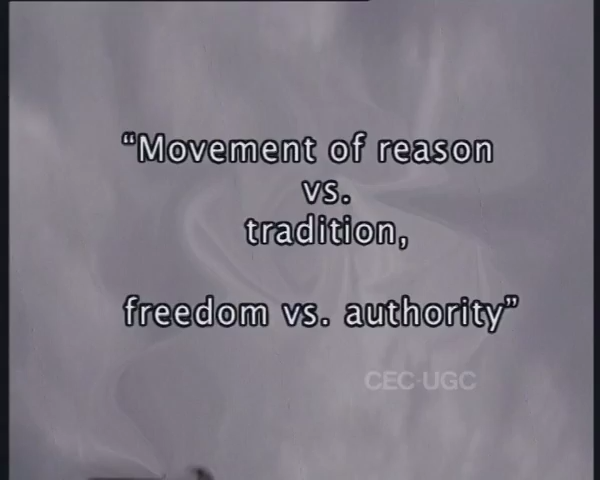 “Movement of reason
vs.
tradition,
freedom vs. authority”
CEC-UGC